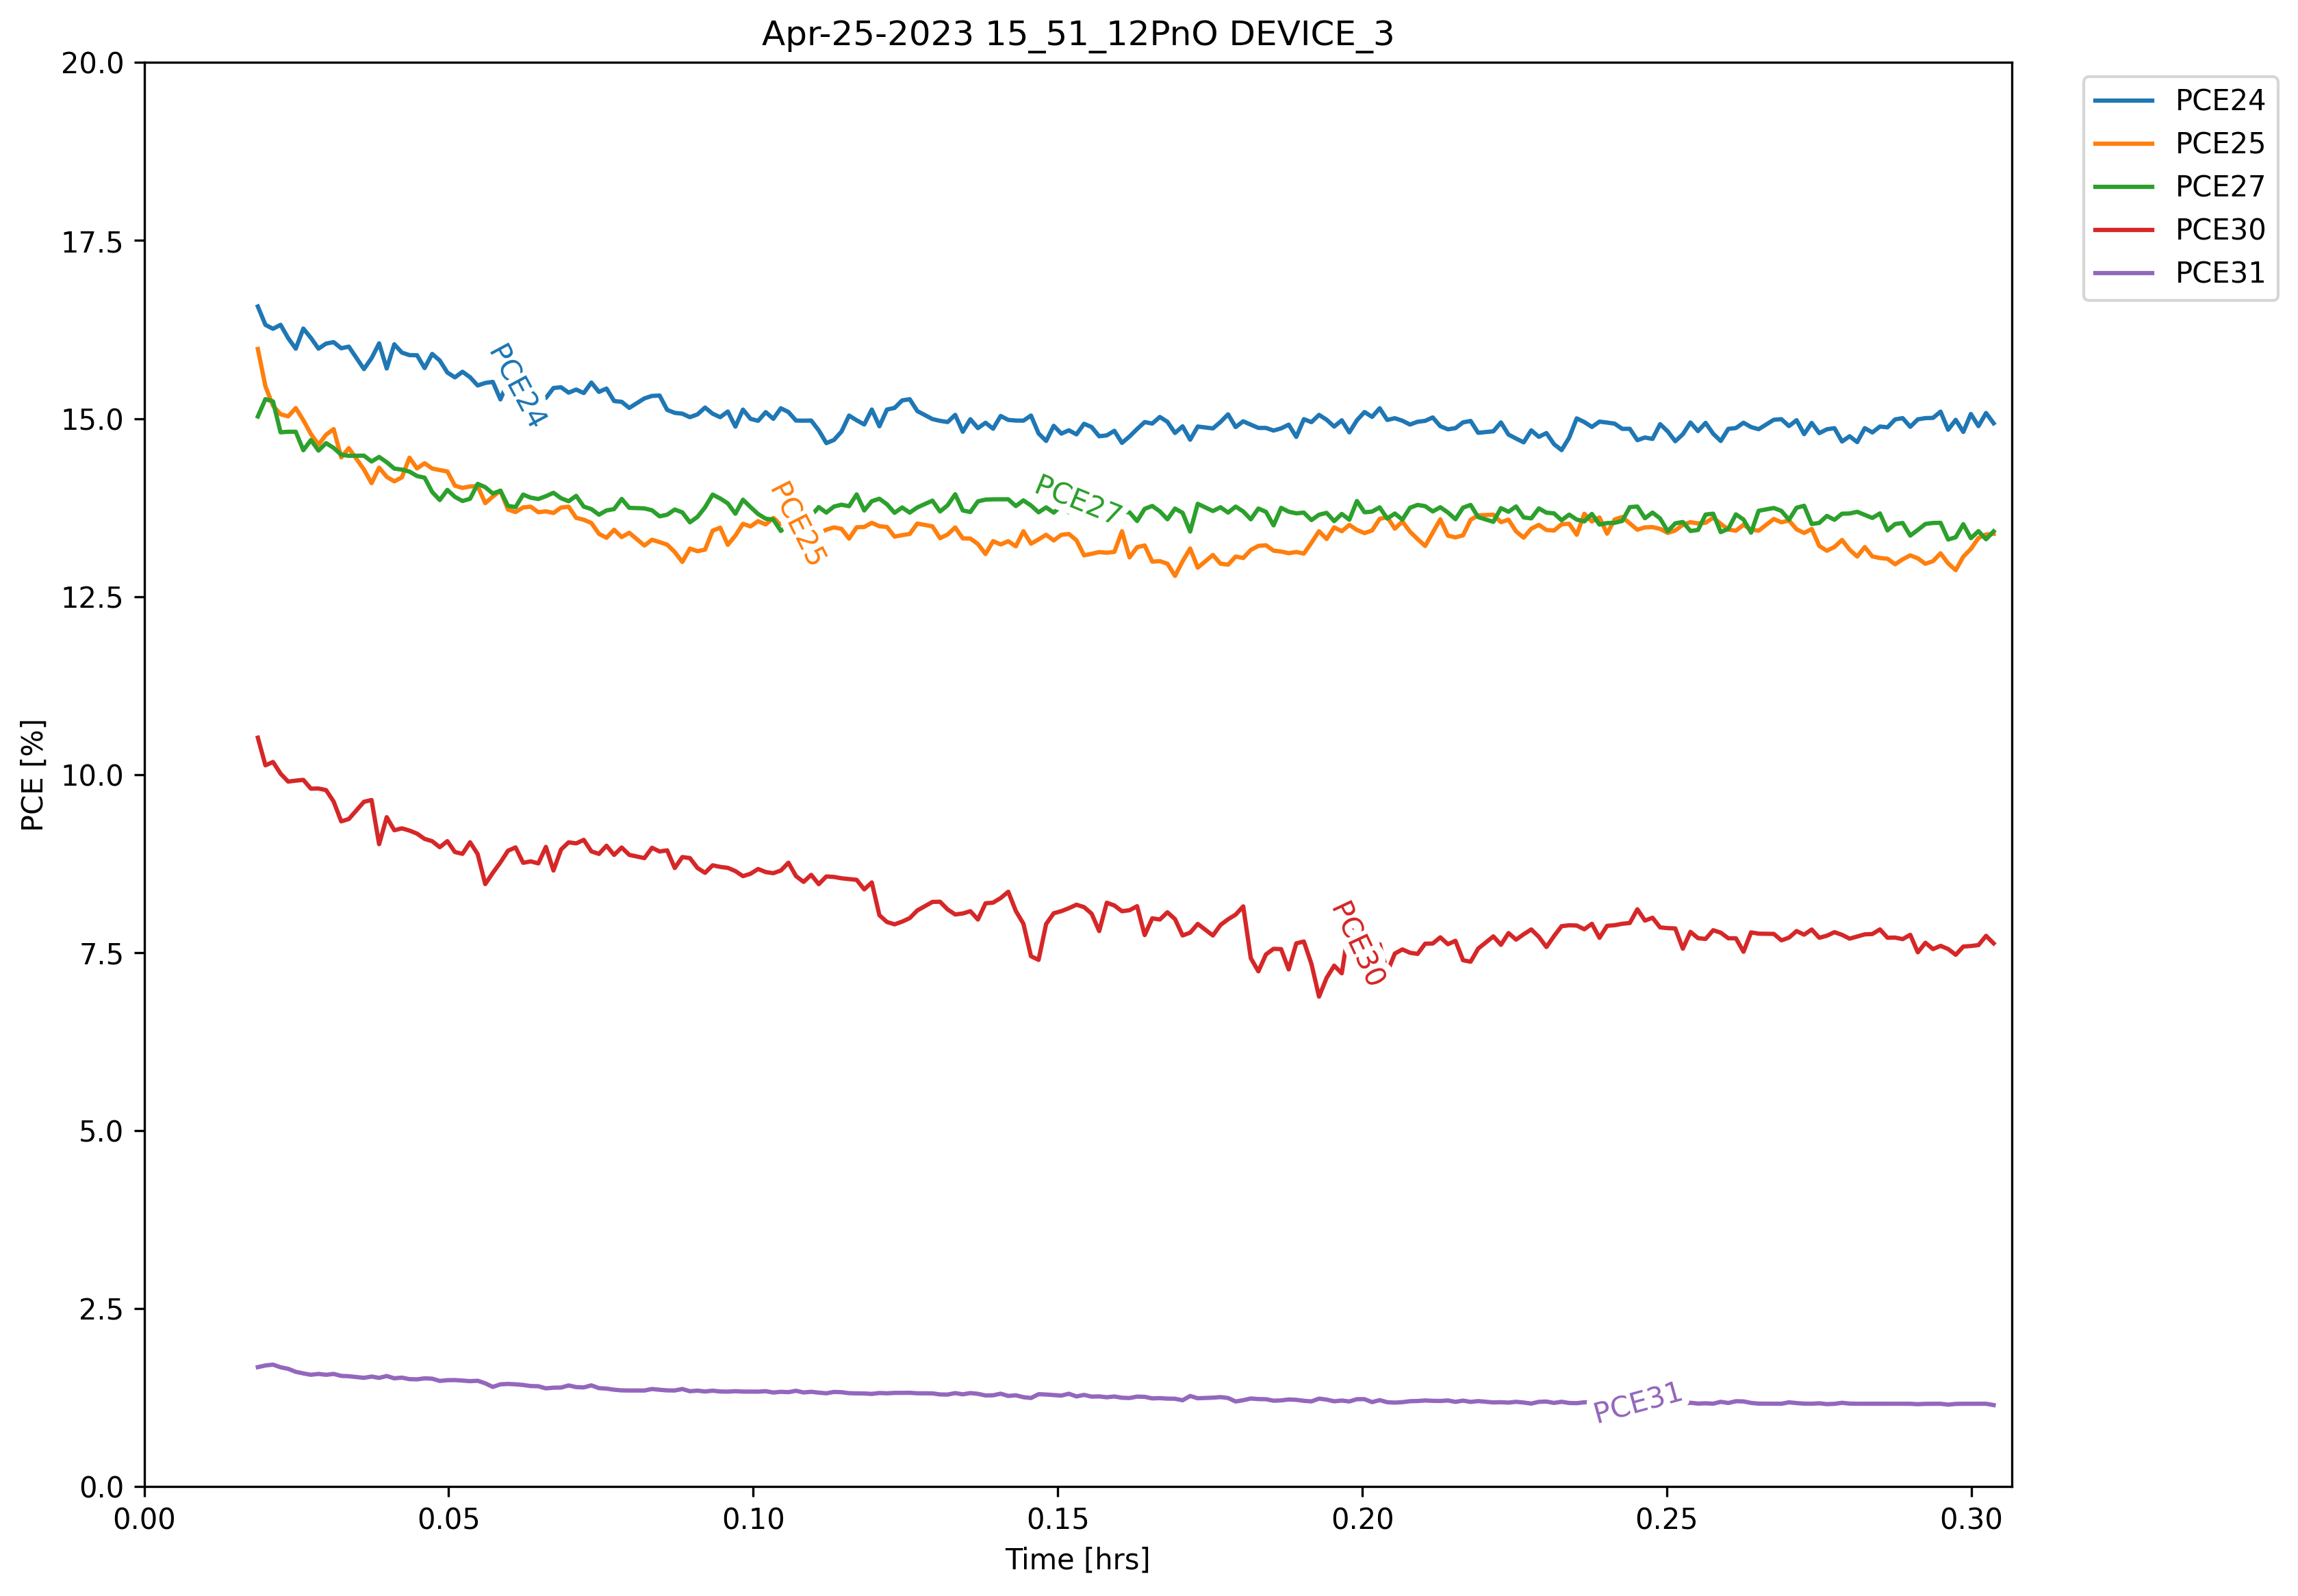 Apr-25-2023 15_51_12PnO DEVICE_3
20.0
17.5
15.0
12.5
10.0
7.5
5.0
2.5
0.0
PCE [%]
0.00 0.05 0.10 0.15 0.20 0.25 0.30
Time [hrs]
PCE24
PCE25
PCE27
PCE30
PCE31
PCE24
PCE25
PCE27
PCE30
PCE31